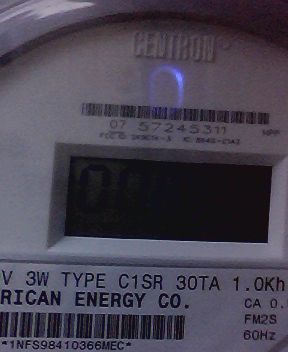 CENTRON
07 57245311
V 3W TYPE C1SR 30TA 1.0Kh
RICAN ENERGY CO.
CA 0.
FM2S
60Hz
*1NFS98410366MEC*